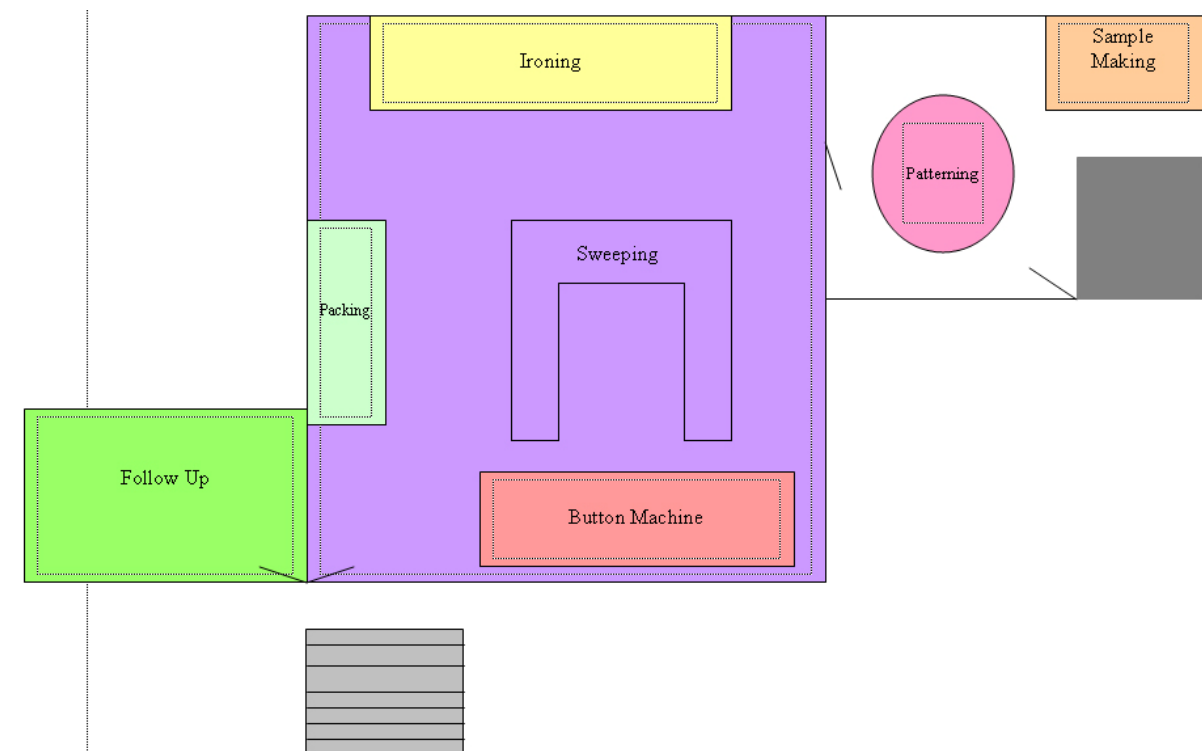 Ironing
Sample
Making
Patterning
Sweeping
Packing
Follow Up
Button Machine